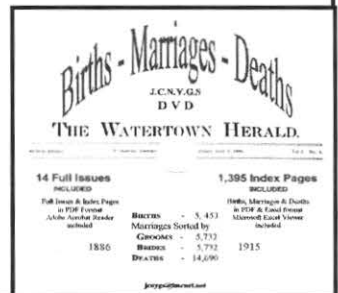 Births - Marriages - Deaths
J.C.N.Y.G.S
DVD
THE WATERTOWN HERALD.
14 Full Issues
INCLUDED
Full Issues & Index Pages
in PDF Format
Adobe Acrobat Reader
included
1886
1,395 Index Pages
INCLUDED
Births, Marriages & Deaths
in PDF & Excel Format
Microsoft Excel Viewer
included
1915
BIRTHS - 5, 453
Marriages Sorted by
GROOMS - 5,732
BRIDES - 5,732
DEATHS - 14,690